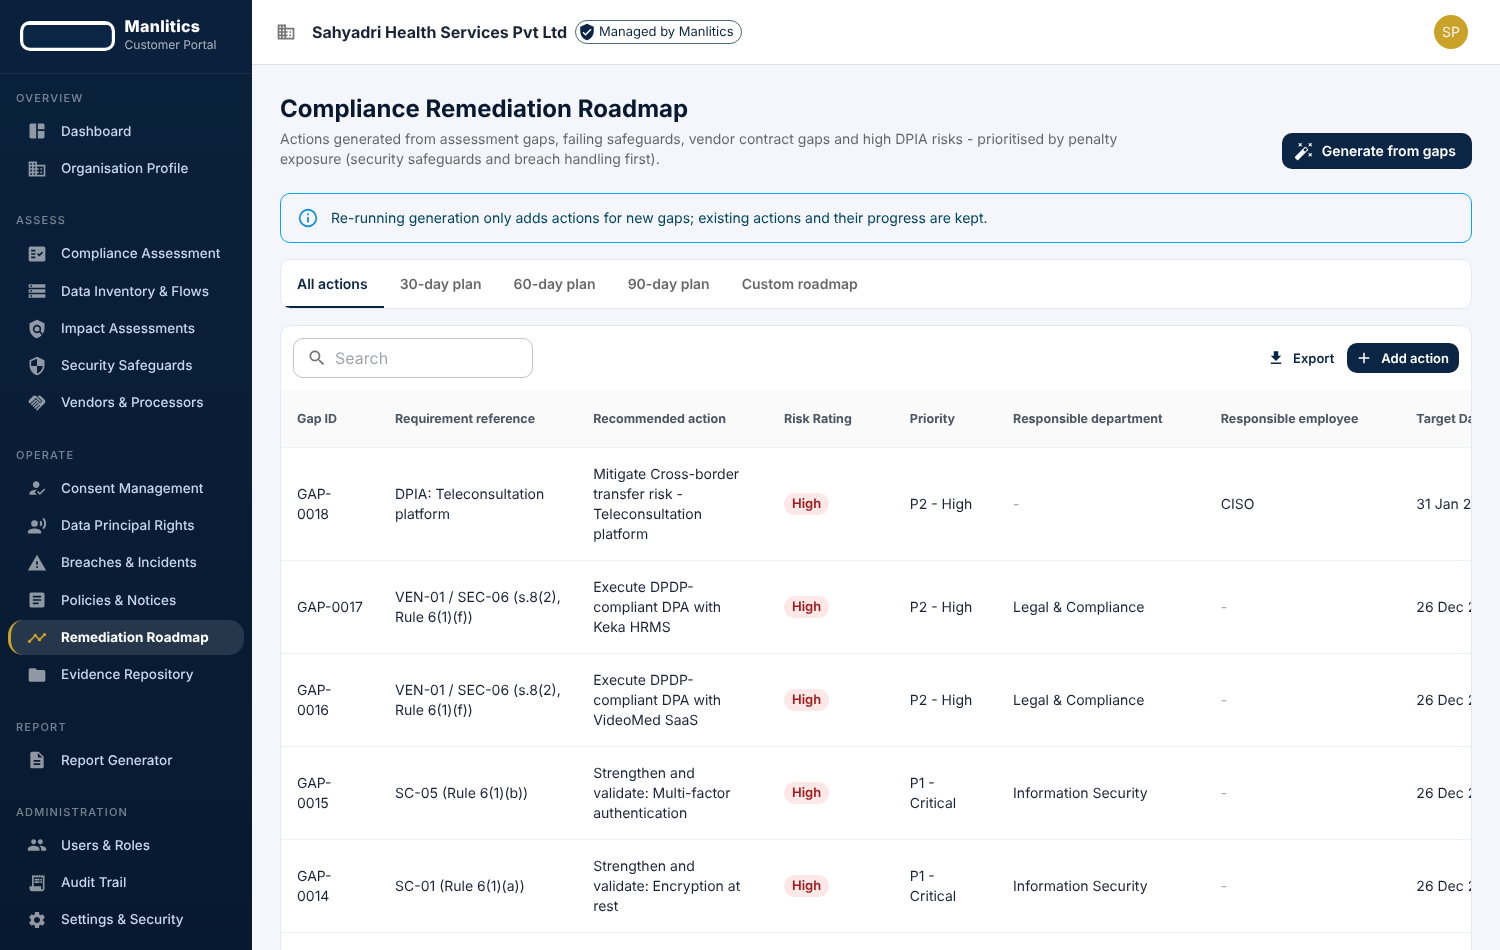 Manlitics
Customer Portal
OVERVIEW
Dashboard
Organisation Profile
ASSESS
Compliance Assessment
Data Inventory & Flows
Impact Assessments
Security Safeguards
Vendors & Processors
OPERATE
Consent Management
Data Principal Rights
Breaches & Incidents
Policies & Notices
Remediation Roadmap
Evidence Repository
REPORT
Report Generator
ADMINISTRATION
Users & Roles
Audit Trail
Settings & Security
Sahyadri Health Services Pvt Ltd
Managed by Manlitics
SP
Compliance Remediation Roadmap
Actions generated from assessment gaps, failing safeguards, vendor contract gaps and high DPIA risks - prioritised by penalty
exposure (security safeguards and breach handling first).
Generate from gaps
Re-running generation only adds actions for new gaps; existing actions and their progress are kept.
All actions
30-day plan
60-day plan
90-day plan
Custom roadmap
Search
Export
Add action
Gap ID
Requirement reference
Recommended action
Risk Rating
Priority
Responsible department
Responsible employee
Target
GAP-
0018
DPIA: Teleconsultation
platform
Mitigate Cross-border
transfer risk -
Teleconsultation
platform
High
P2 - High
-
CISO
31 Jan
GAP-0017
VEN-01 / SEC-06 (s.8(2),
Rule 6(1)(f))
Execute DPDP-
compliant DPA with
Keka HRMS
High
P2 - High
Legal & Compliance
-
26 Dec
GAP-
0016
VEN-01 / SEC-06 (s.8(2),
Rule 6(1)(f))
Execute DPDP-
compliant DPA with
VideoMed SaaS
High
P2 - High
Legal & Compliance
-
26 Dec
GAP-
0015
SC-05 (Rule 6(1)(b))
Strengthen and
validate: Multi-factor
authentication
High
P1 -
Critical
Information Security
-
26 Dec
GAP-
0014
SC-01 (Rule 6(1)(a))
Strengthen and
validate: Encryption at
rest
High
P1 -
Critical
Information Security
-
26 Dec